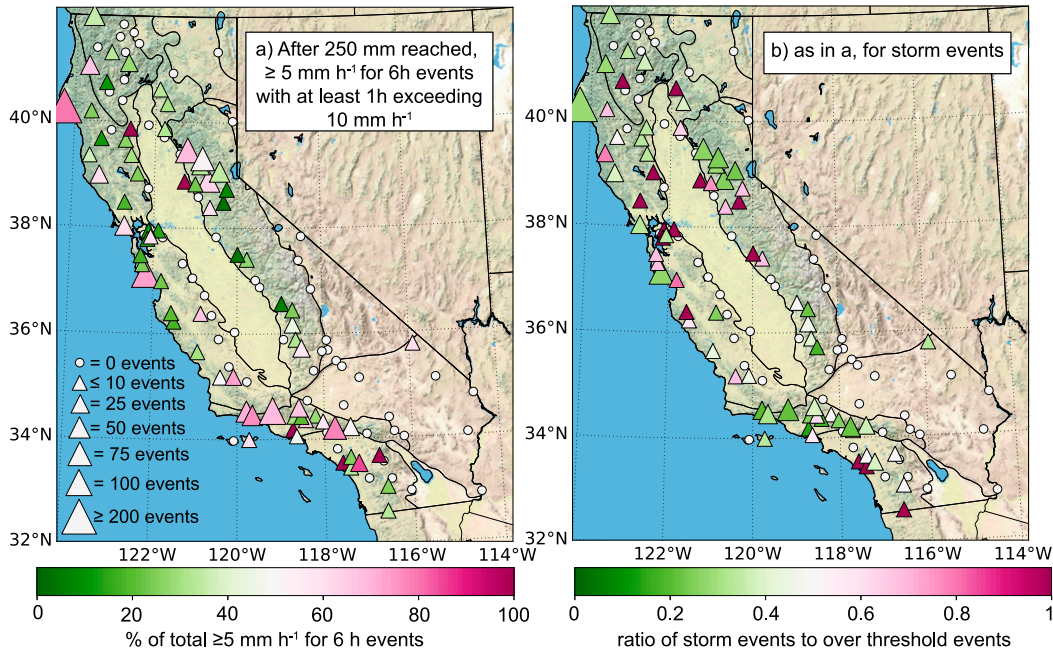 a) After 250 mm reached,
≥ 5 mm h⁻¹ for 6h events
with at least 1h exceeding
10 mm h⁻¹
b) as in a, for storm events
40°N
38°N
36°N
34°N
32°N
= 0 events
≤ 10 events
= 25 events
= 50 events
= 75 events
= 100 events
≥ 200 events
40°N
38°N
36°N
34°N
32°N
122°W 120°W 118°W 116°W 114°W
122°W 120°W 118°W 116°W 114°W
0 20 40 60 80 100
% of total ≥5 mm h⁻¹ for 6 h events
0 0.2 0.4 0.6 0.8 1
ratio of storm events to over threshold events